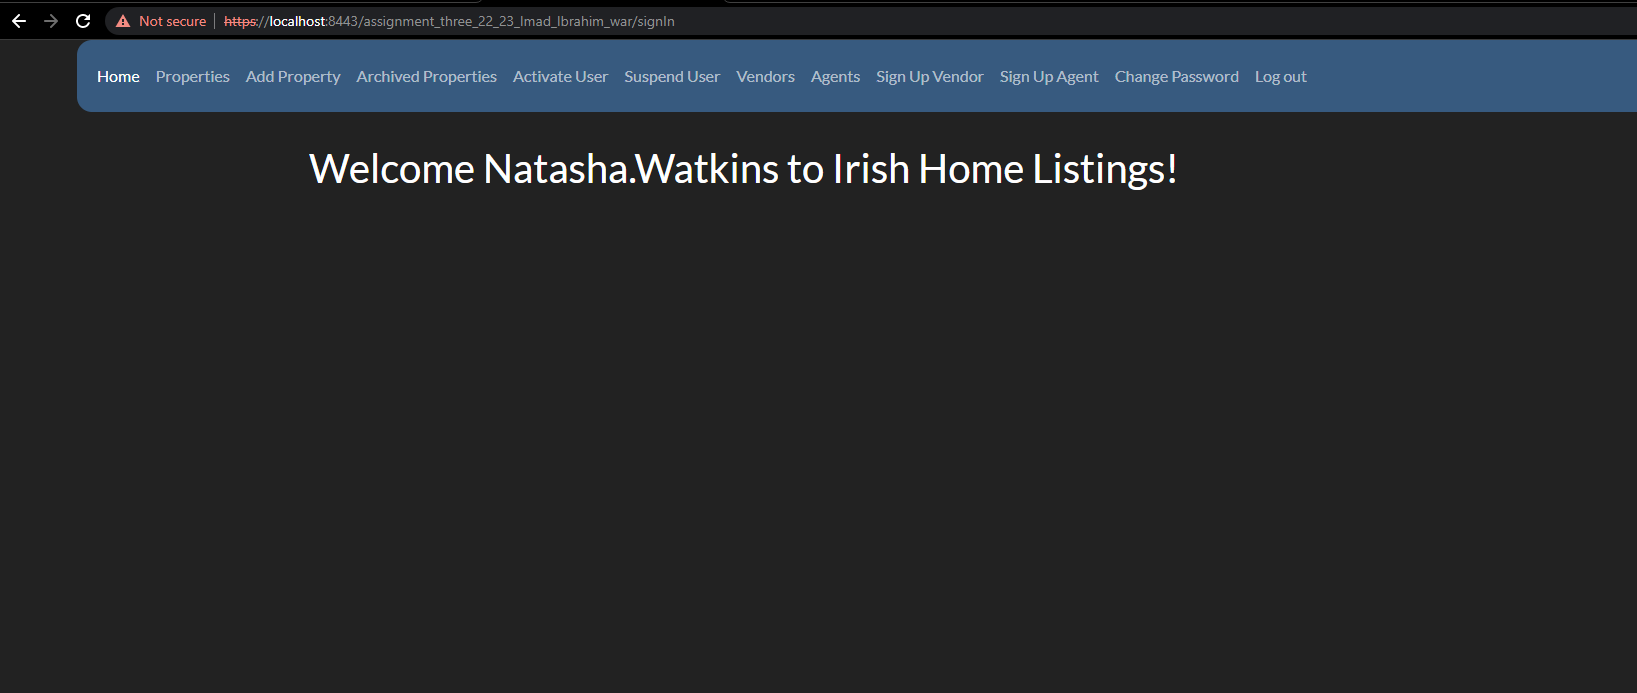 Not secure https://localhost:8443/assignment_three_22_23_Imad_Ibrahim_war/signIn
Home Properties Add Property Archived Properties Activate User Suspend User Vendors Agents Sign Up Vendor Sign Up Agent Change Password Log out
Welcome Natasha.Watkins to Irish Home Listings!